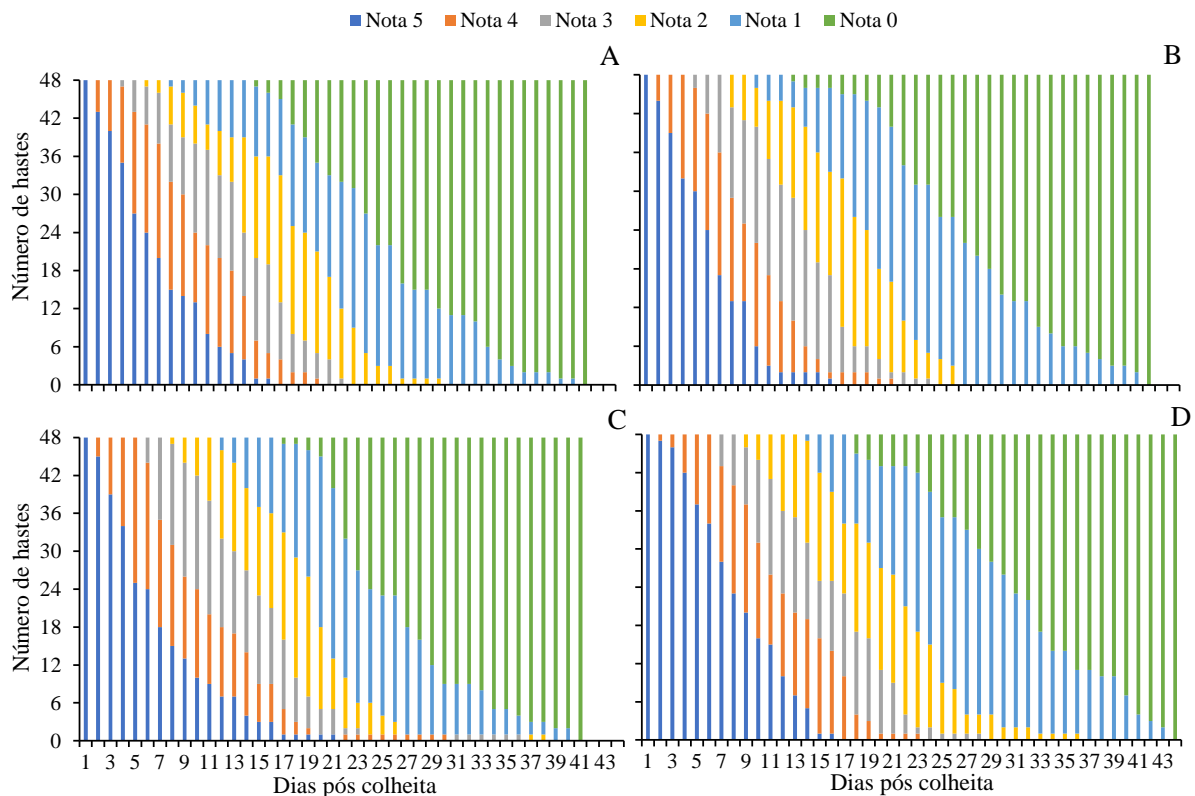 Nota 5 Nota 4 Nota 3 Nota 2 Nota 1 Nota 0
A
B
48
42
36
30
24
18
12
6
0
Número de hastes
C
D
48
42
36
30
24
18
12
6
0
Número de hastes
1 3 5 7 9 11 13 15 17 19 21 23 25 27 29 31 33 35 37 39 41 43
1 3 5 7 9 11 13 15 17 19 21 23 25 27 29 31 33 35 37 39 41 43 45
Dias pós colheita
Dias pós colheita